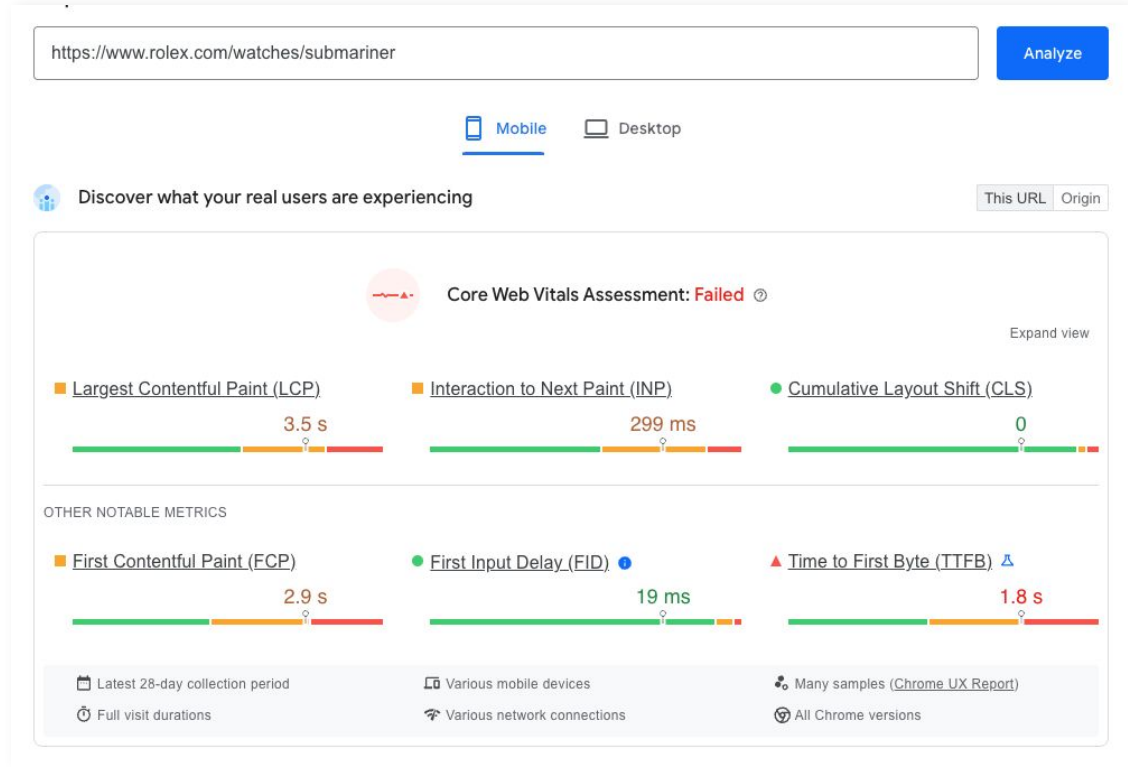 https://www.rolex.com/watches/submariner
Analyze
Mobile
Desktop
Discover what your real users are experiencing
This URL
Origin
Core Web Vitals Assessment: Failed
Expand view
Largest Contentful Paint (LCP)
3.5 s
Interaction to Next Paint (INP)
299 ms
Cumulative Layout Shift (CLS)
0
OTHER NOTABLE METRICS
First Contentful Paint (FCP)
2.9 s
First Input Delay (FID)
19 ms
Time to First Byte (TTFB)
1.8 s
Latest 28-day collection period
Various mobile devices
Many samples (Chrome UX Report)
Full visit durations
Various network connections
All Chrome versions